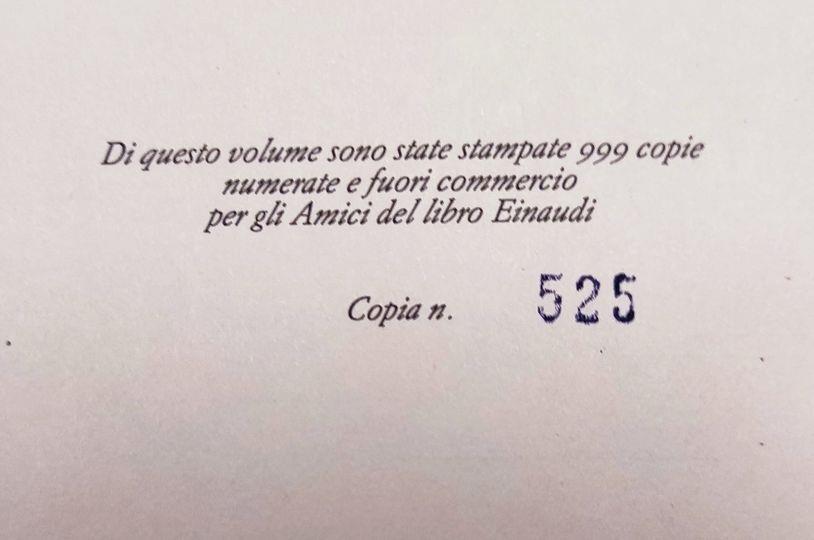 Di questo volume sono state stampate 999 copie
numerate e fuori commercio
per gli Amici del libro Einaudi
Copia n. 525